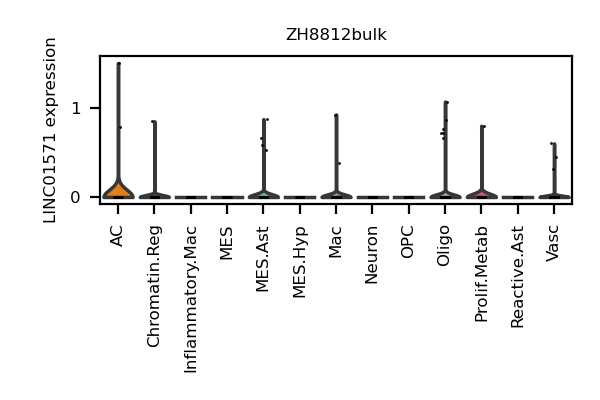 ZH8812bulk
LINC01571 expression
1
0
AC
Chromatin.Reg
Inflammatory.Mac
MES
MES.Ast
MES.Hyp
Mac
Neuron
OPC
Oligo
Prolif.Metab
Reactive.Ast
Vasc